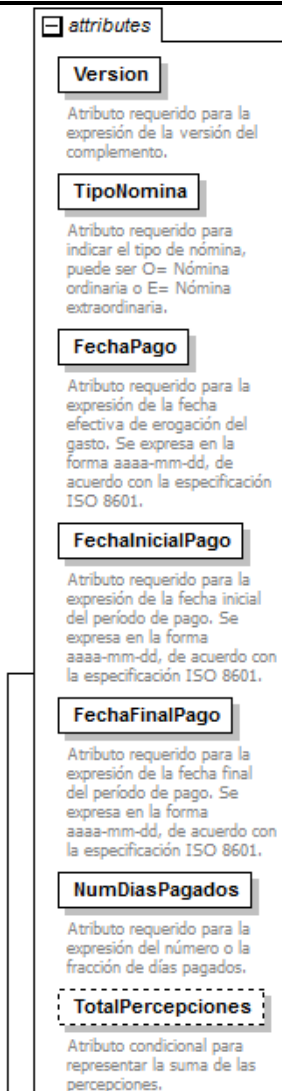 attributes
Version
Atributo requerido para la
expresión de la versión del
complemento.
TipoNomina
Atributo requerido para
indicar el tipo de nómina,
puede ser O= Nómina
ordinaria o E= Nómina
extraordinaria.
FechaPago
Atributo requerido para la
expresión de la fecha
efectiva de erogación del
gasto. Se expresa en la
forma aaaa-mm-dd, de
acuerdo con la especificación
ISO 8601.
FechaInicialPago
Atributo requerido para la
expresión de la fecha inicial
del período de pago. Se
expresa en la forma
aaaa-mm-dd, de acuerdo con
la especificación ISO 8601.
FechaFinalPago
Atributo requerido para la
expresión de la fecha final
del período de pago. Se
expresa en la forma
aaaa-mm-dd, de acuerdo con
la especificación ISO 8601.
NumDiasPagados
Atributo requerido para la
expresión del número o la
fracción de días pagados.
TotalPercepciones
Atributo condicional para
representar la suma de las
percepciones.